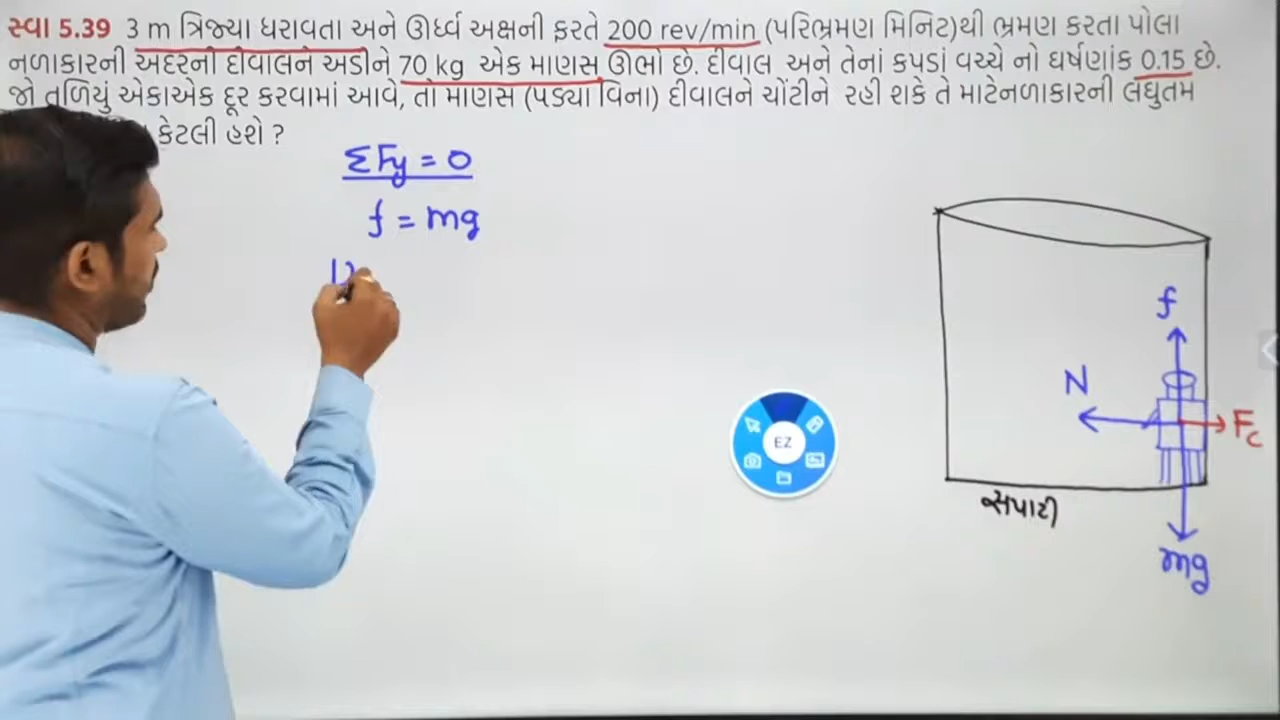 સ્વા 5.39 3 m ત્રિજ્યા ધરાવતા અને ઊર્ધ્વ અક્ષની ફરતે 200 rev/min (પરિભ્રમણ મિનિટ)થી ભ્રમણ કરતા પોલા
નળાકારની અંદરની દીવાલને અડીને 70 kg એક માણસ ઊભો છે. દીવાલ અને તેનાં કપડાં વચ્ચે નો ઘર્ષણાંક 0.15 છે.
જો તળિયું એકાએક દૂર કરવામાં આવે, તો માણસ (પડ્યા વિના) દીવાલને ચોંટીને રહી શકે તે માટેનળાકારની લઘુતમ
કેટલી હશે ?
ΣFy = 0
f = mg
f
N
Fc
EZ
સપાટી
mg